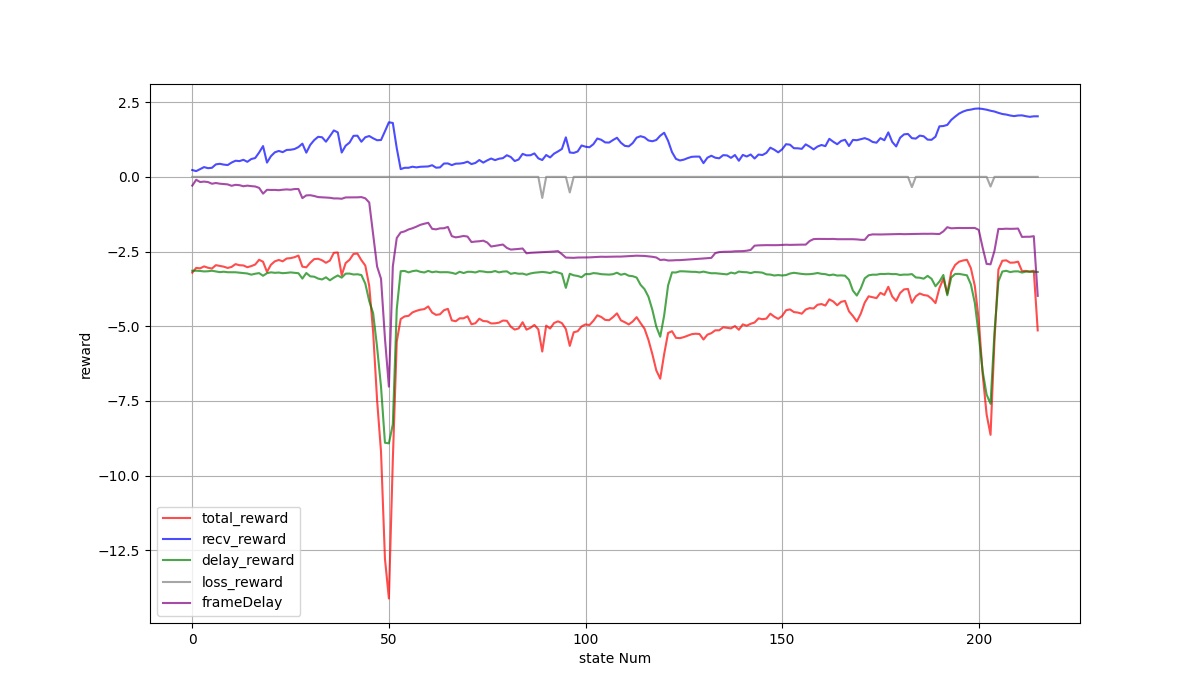 2.5
0.0
−2.5
−5.0
−7.5
−10.0
−12.5
reward
total_reward
recv_reward
delay_reward
loss_reward
frameDelay
0 50 100 150 200
state Num